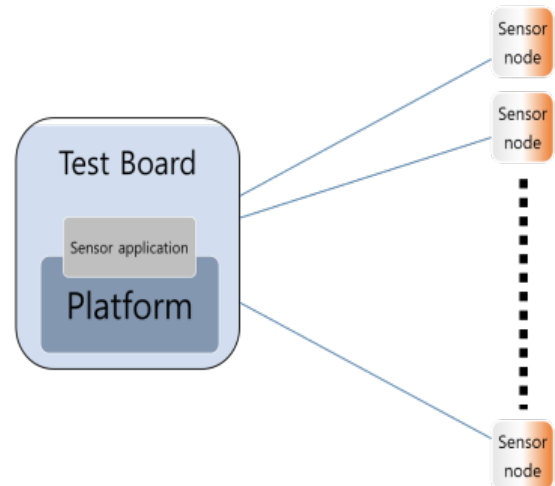 Sensor
node
Sensor
node
Test Board
Sensor application
Platform
Sensor
node